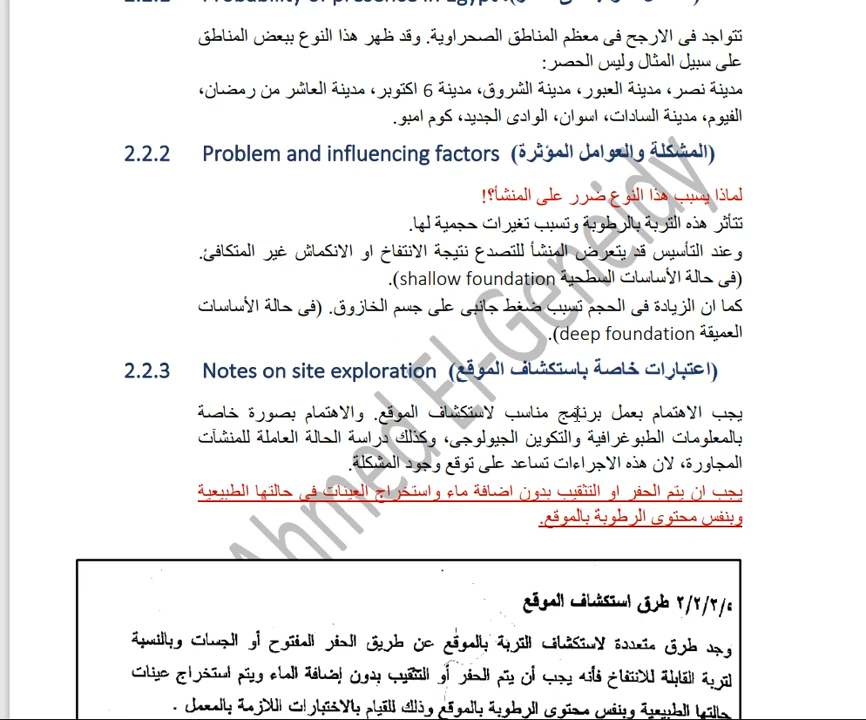 تتواجد فى الارجح فى معظم المناطق الصحراوية. وقد ظهر هذا النوع ببعض المناطق
على سبيل المثال وليس الحصر:
مدينة نصر، مدينة العبور، مدينة الشروق، مدينة 6 اكتوبر، مدينة العاشر من رمضان،
الفيوم، مدينة السادات، اسوان، الوادى الجديد، كوم امبو.
2.2.2 Problem and influencing factors (المشكلة والعوامل المؤثرة)
لماذا يسبب هذا النوع ضرر على المنشأ؟!
تتأثر هذه التربة بالرطوبة وتسبب تغيرات حجمية لها.
وعند التأسيس قد يتعرض المنشأ للتصدع نتيجة الانتفاخ او الانكماش غير المتكافئ.
(فى حالة الأساسات السطحية shallow foundation).
كما ان الزيادة فى الحجم تسبب ضغط جانبى على جسم الخازوق. (فى حالة الأساسات
العميقة deep foundation).
2.2.3 Notes on site exploration (اعتبارات خاصة باستكشاف الموقع)
يجب الاهتمام بعمل برنامج مناسب لاستكشاف الموقع. والاهتمام بصورة خاصة
بالمعلومات الطبوغرافية والتكوين الجيولوجى، وكذلك دراسة الحالة العاملة للمنشآت
المجاورة، لان هذه الاجراءات تساعد على توقع وجود المشكلة.
يجب ان يتم الحفر او التثقيب بدون اضافة ماء واستخراج العينات فى حالتها الطبيعية
وبنفس محتوى الرطوبة بالموقع.
Ahmed El-Geneidy
٢/٢/٢/٤ طرق استكشاف الموقع
وجد طرق متعددة لاستكشاف التربة بالموقع عن طريق الحفر المفتوح أو الجسات وبالنسبة
لتربة القابلة للانتفاخ فأنه يجب أن يتم الحفر أو التثقيب بدون إضافة الماء ويتم استخراج عينات
حالتها الطبيعية وبنفس محتوى الرطوبة بالموقع وذلك للقيام بالاختبارات اللازمة بالمعمل .